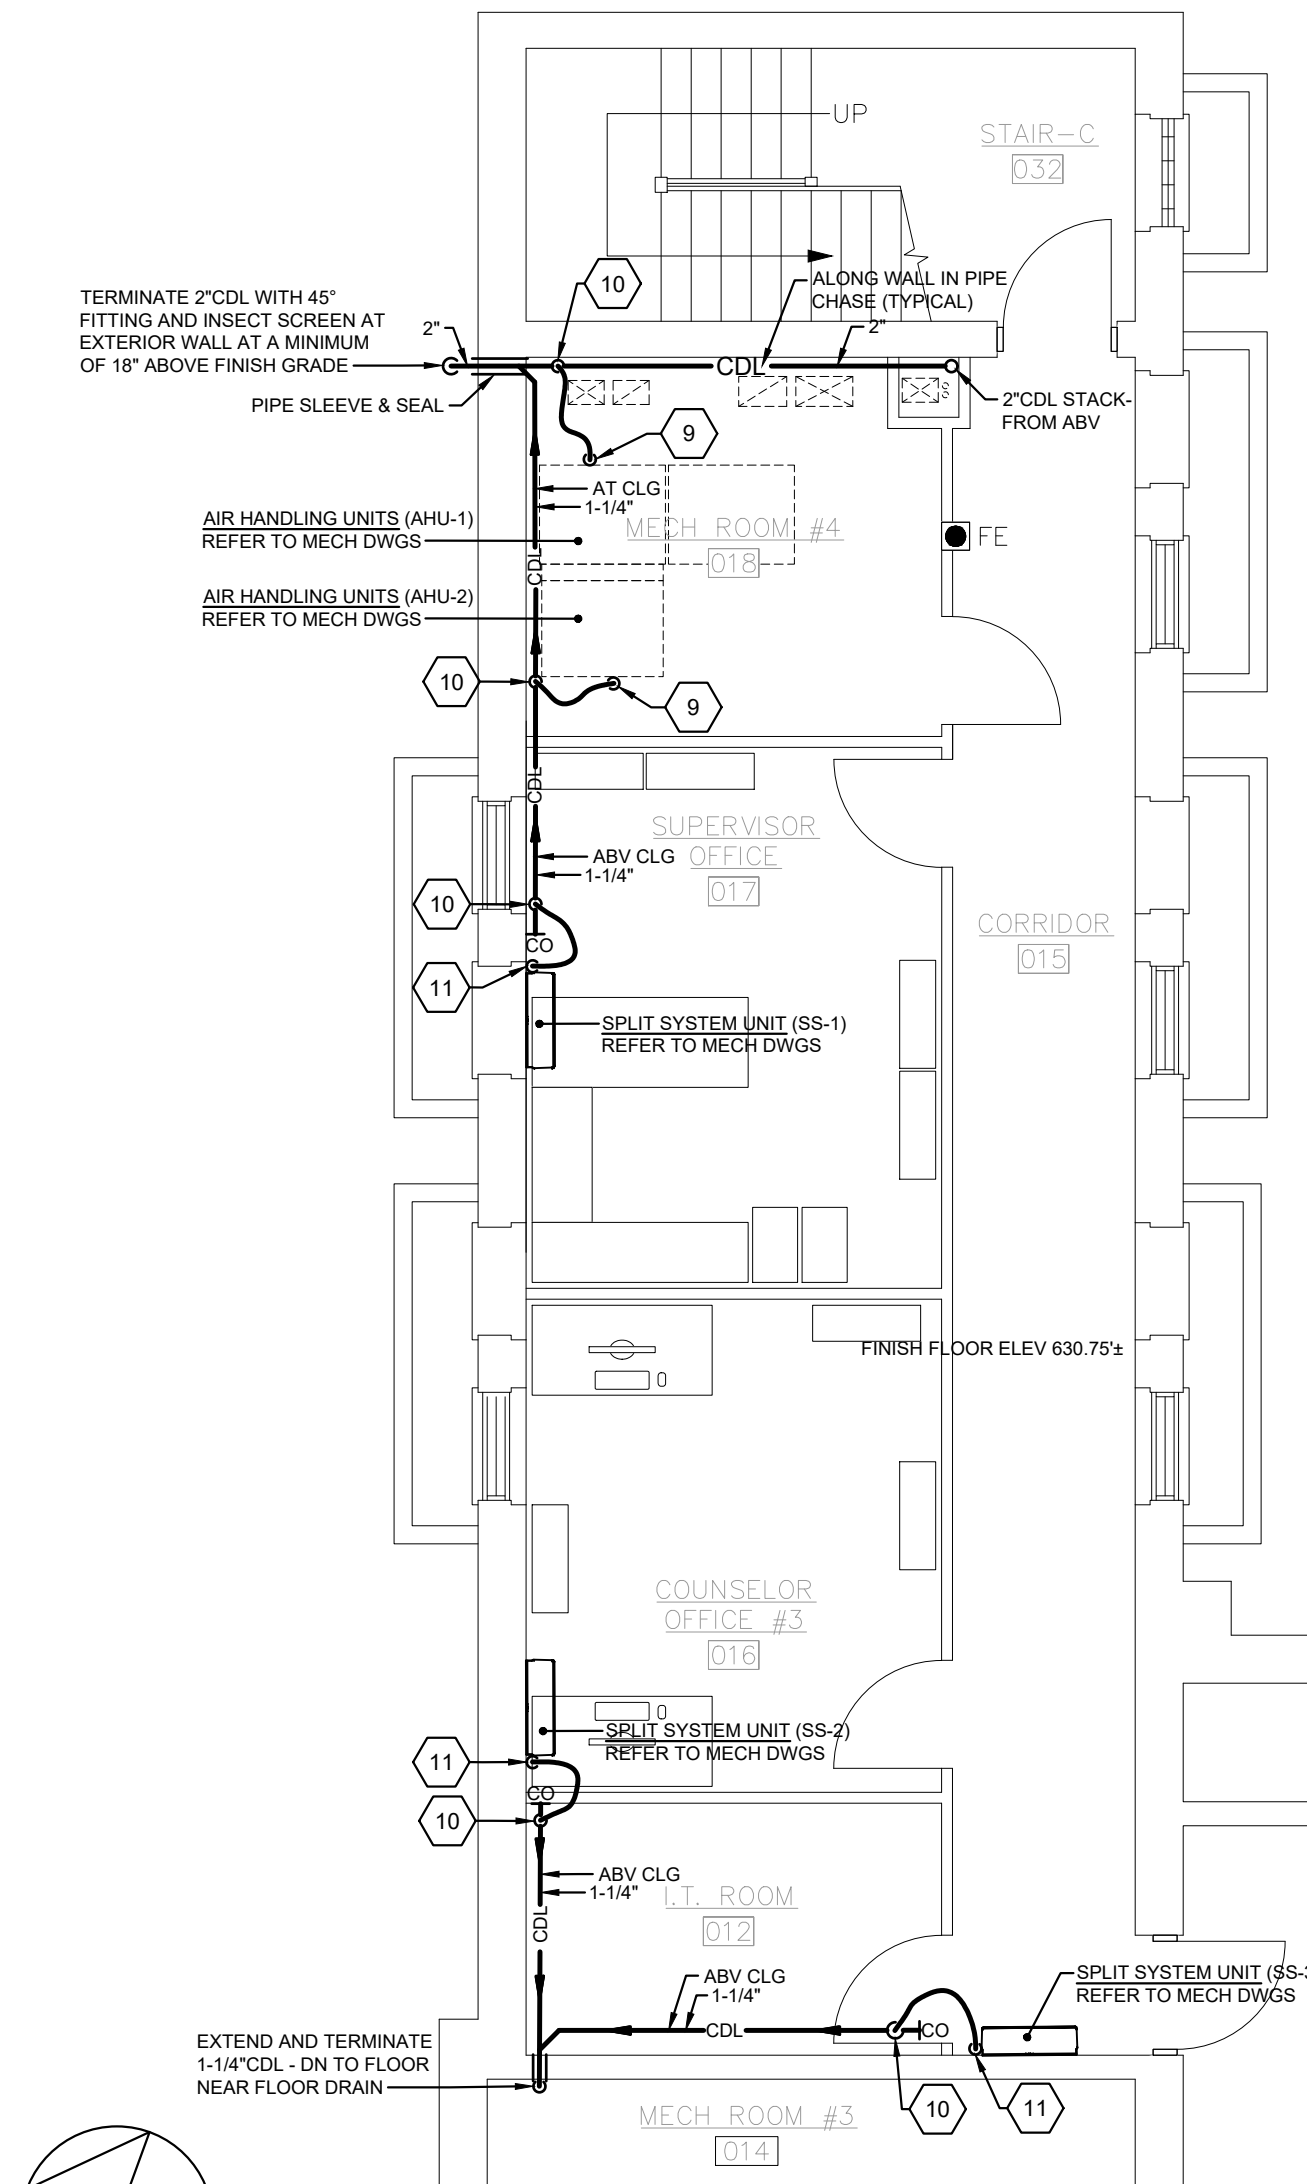 UP
STAIR-C
032
10
ALONG WALL IN PIPE
CHASE (TYPICAL)
TERMINATE 2"CDL WITH 45°
FITTING AND INSECT SCREEN AT
EXTERIOR WALL AT A MINIMUM
OF 18" ABOVE FINISH GRADE
2"
2"
CDL
PIPE SLEEVE & SEAL
2"CDL STACK-
FROM ABV
9
AT CLG
1-1/4"
AIR HANDLING UNITS (AHU-1)
REFER TO MECH DWGS
MECH ROOM #4
018
FE
CDL
AIR HANDLING UNITS (AHU-2)
REFER TO MECH DWGS
10
9
CDL
SUPERVISOR
OFFICE
017
ABV CLG
1-1/4"
10
CO
11
CORRIDOR
015
SPLIT SYSTEM UNIT (SS-1)
REFER TO MECH DWGS
FINISH FLOOR ELEV 630.75'±
COUNSELOR
OFFICE #3
016
SPLIT SYSTEM UNIT (SS-2)
REFER TO MECH DWGS
11
CO
10
ABV CLG
1-1/4"
I.T. ROOM
012
CDL
ABV CLG
1-1/4"
SPLIT SYSTEM UNIT (SS-3
REFER TO MECH DWGS
CDL
CO
EXTEND AND TERMINATE
1-1/4"CDL - DN TO FLOOR
NEAR FLOOR DRAIN
10
11
MECH ROOM #3
014